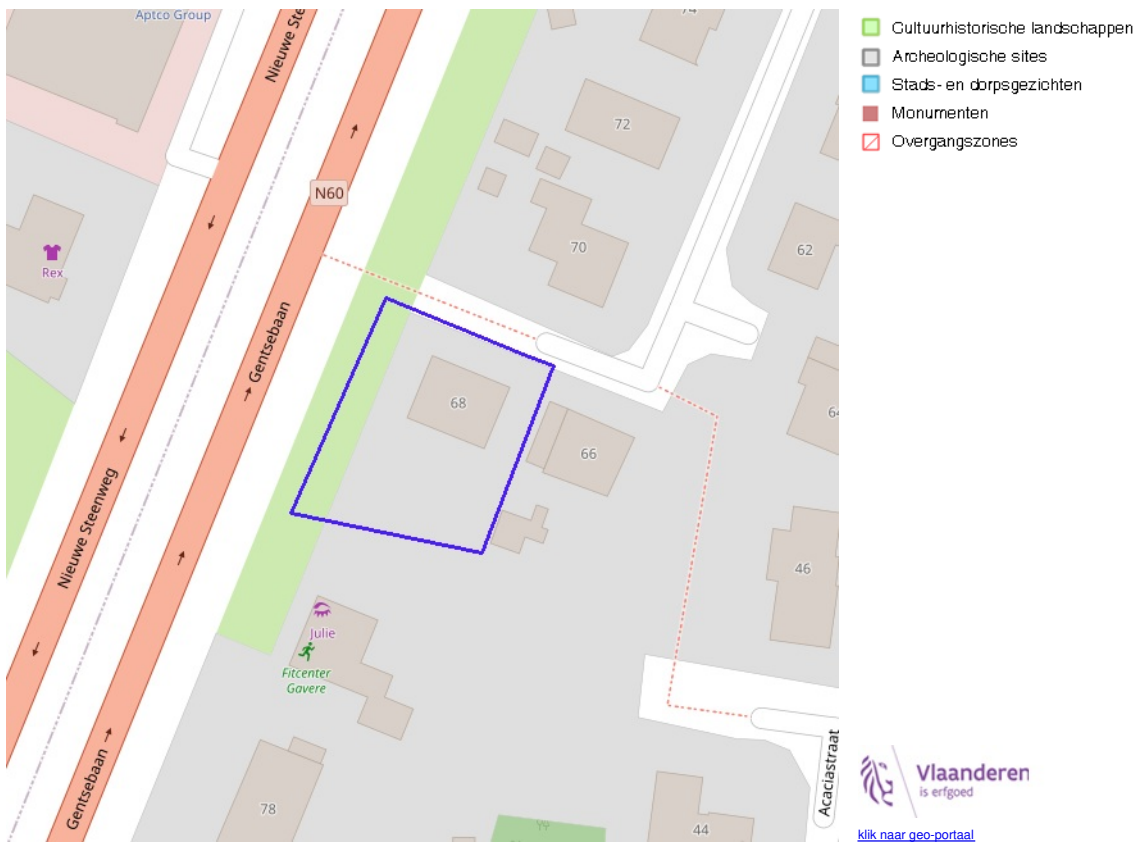 Aptco Group
Nieuwe Ste
74
72
N60
70
62
Rex
Gentsebaan
68
66
64
Nieuwe Steenweg
46
Julie
Fitcenter
Gavere
Gentsebaan
78
44
Acaciastraat
Cultuurhistorische landschappen
Archeologische sites
Stads- en dorpsgezichten
Monumenten
Overgangszones
Vlaanderen
is erfgoed
klik naar geo-portaal